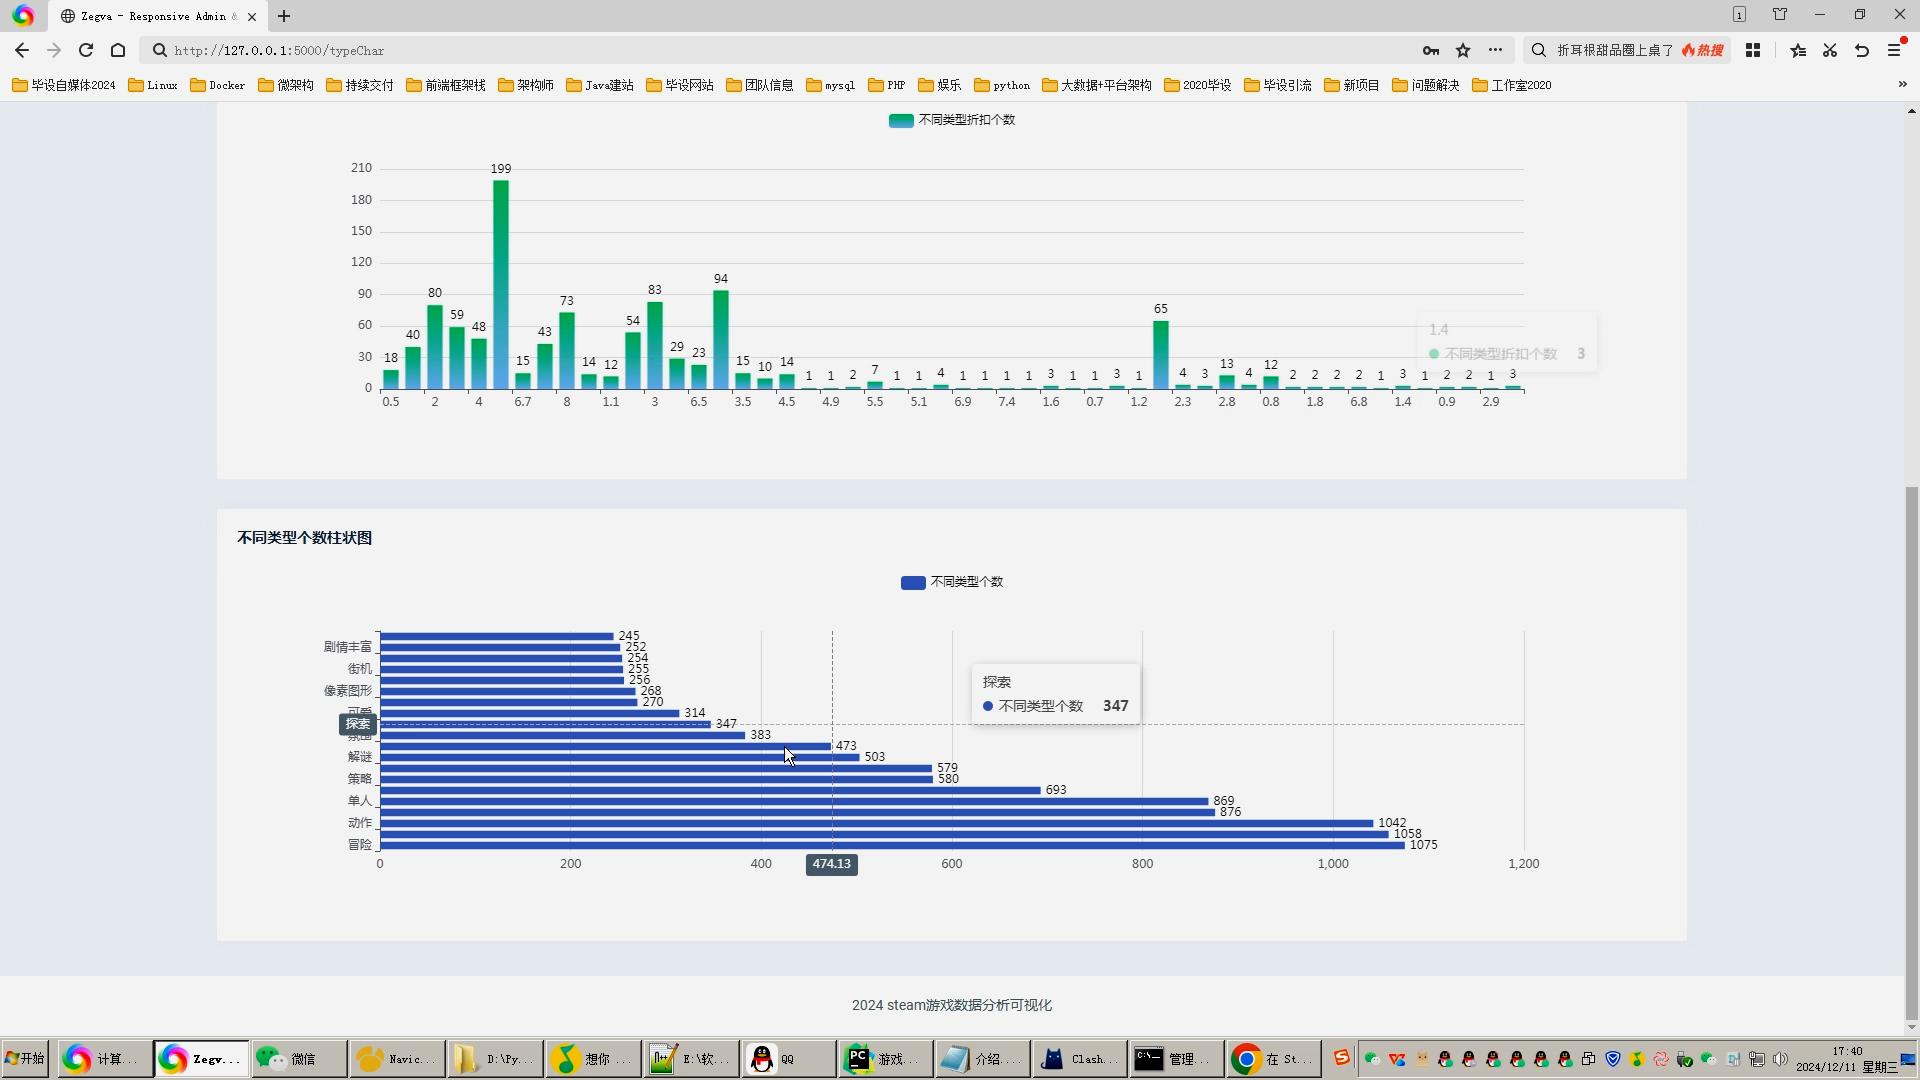 Zegva - Responsive Admin &
1
http://127.0.0.1:5000/typeChar
折耳根甜品圈上桌了 热搜
毕设自媒体2024 Linux Docker 微架构 持续交付 前端框架栈 架构师 Java建站 毕设网站 团队信息 mysql PHP 娱乐 python 大数据+平台架构 2020毕设 毕设引流 新项目 问题解决 工作室2020
不同类型折扣个数
210
180
150
120
90
60
30
0
18 40 80 59 48 199 15 43 73 14 12 54 83 29 23 94 15 10 14 1 1 2 7 1 1 4 1 1 1 1 3 1 1 3 1 65 4 3 13 4 12 2 2 2 2 1 3 1 2 2 1 3
0.5 2 4 6.7 8 1.1 3 6.5 3.5 4.5 4.9 5.5 5.1 6.9 7.4 1.6 0.7 1.2 2.3 2.8 0.8 1.8 6.8 1.4 0.9 2.9
1.4
不同类型折扣个数 3
不同类型个数柱状图
不同类型个数
245
剧情丰富 252
254
街机 255
256
像素图形 268
270
可爱 314
探索 347
氛围 383
473
解谜 503
579
策略 580
693
单人 869
876
动作 1042
1058
冒险 1075
探索
不同类型个数 347
0 200 400 474.13 600 800 1,000 1,200
2024 steam游戏数据分析可视化
开始 计算... Zegv... 微信 Navic... D:\Py... 想你 ... E:\软... QQ 游戏... 介绍... Clash... 管理... 在 St...
17:40
2024/12/11 星期三